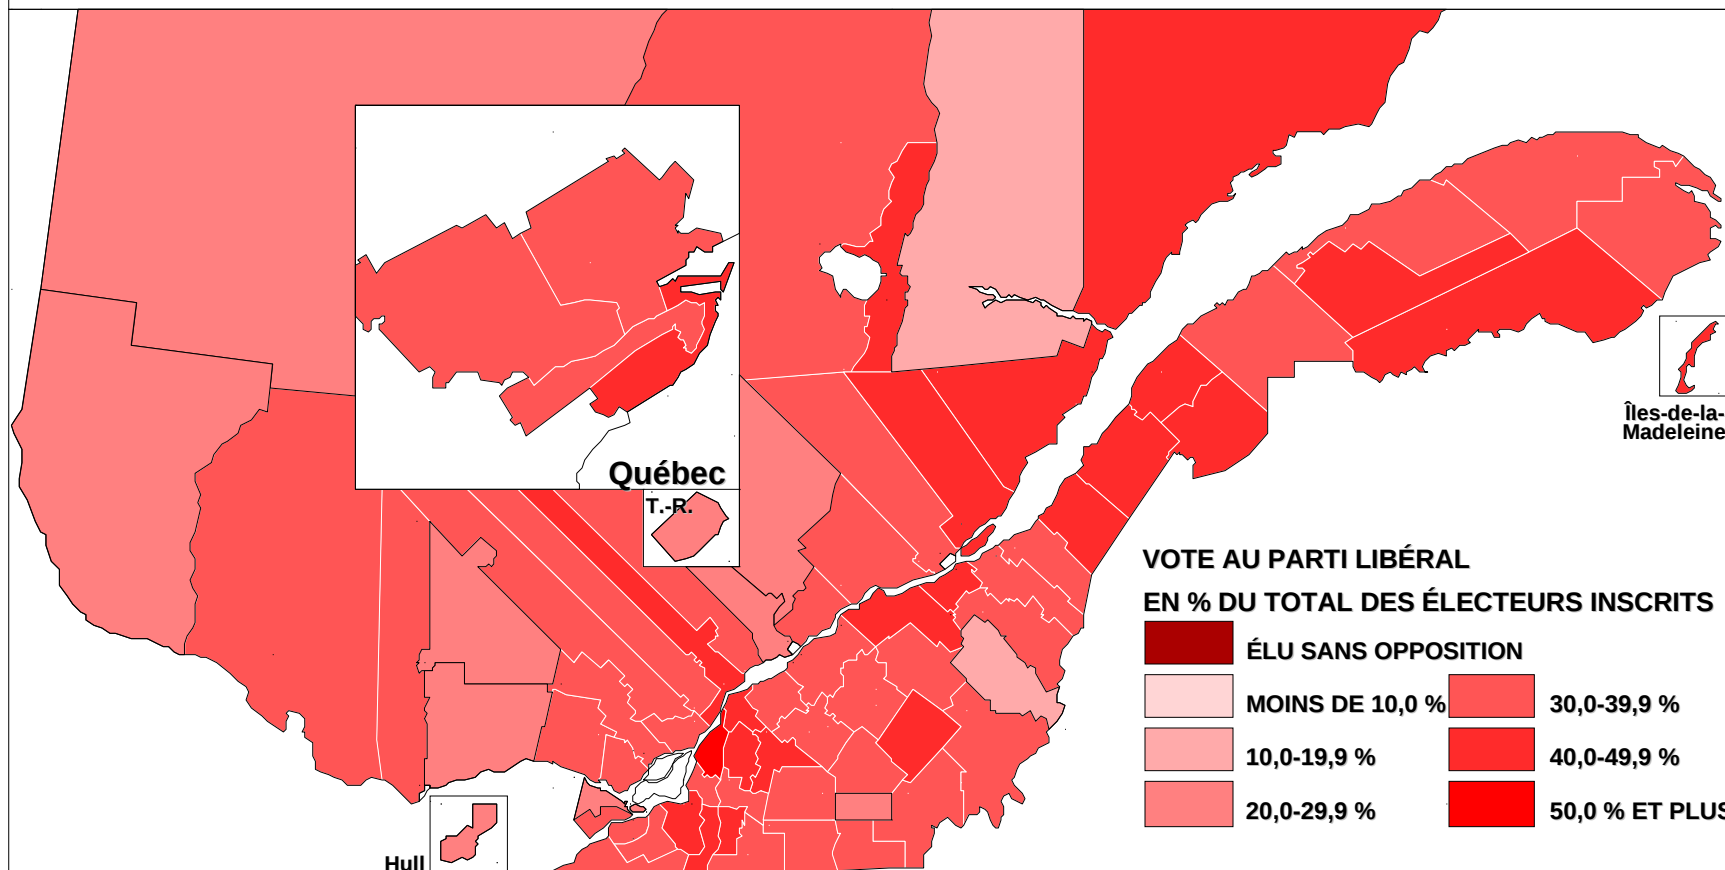 Québec
T.-R.
Îles-de-la-
Madeleine
Hull
VOTE AU PARTI LIBÉRAL
EN % DU TOTAL DES ÉLECTEURS INSCRITS
ÉLU SANS OPPOSITION
MOINS DE 10,0 %
10,0-19,9 %
20,0-29,9 %
30,0-39,9 %
40,0-49,9 %
50,0 % ET PLUS